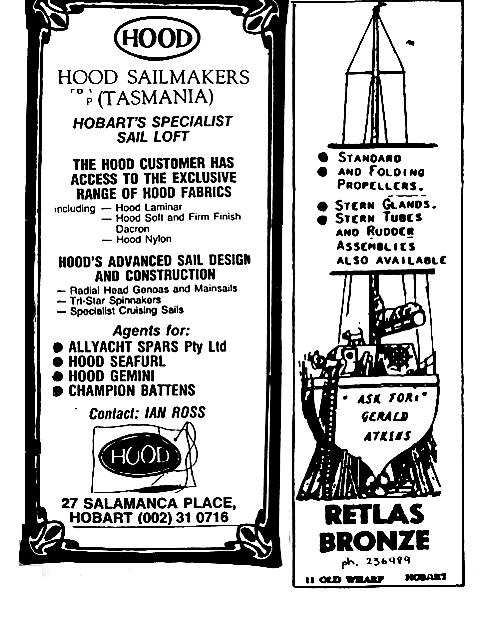 HOOD
HOOD SAILMAKERS
(TASMANIA)
HOBART'S SPECIALIST
SAIL LOFT
THE HOOD CUSTOMER HAS
ACCESS TO THE EXCLUSIVE
RANGE OF HOOD FABRICS
including — Hood Laminar
— Hood Soft and Firm Finish
Dacron
— Hood Nylon
HOOD'S ADVANCED SAIL DESIGN
AND CONSTRUCTION
— Radial Head Genoas and Mainsails
— Tri-Star Spinnakers
— Specialist Cruising Sails
Agents for:
● ALLYACHT SPARS Pty Ltd
● HOOD SEAFURL
● HOOD GEMINI
● CHAMPION BATTENS
Contact: IAN ROSS
HOOD
27 SALAMANCA PLACE,
HOBART (002) 31 0716
● STANDARD
● AND FOLDING
PROPELLERS.
● STERN GLANDS.
● STERN TUBES
AND RUDDER
ASSEMBLIES
ALSO AVAILABLE
" ASK FOR:"
GERALD
ATKINS
RETLAS
BRONZE
ph. 236989
11 OLD WHARF HOBART